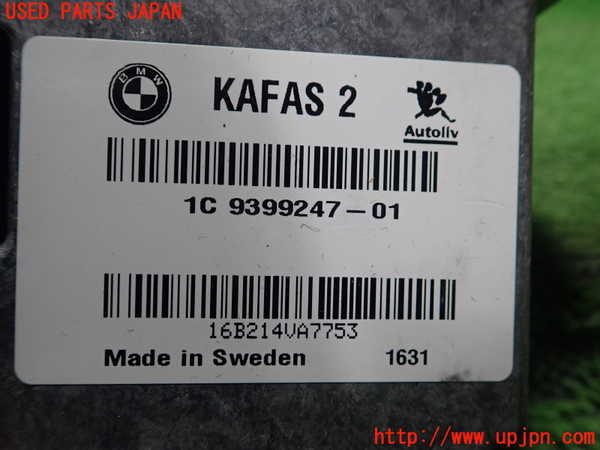 USED PARTS JAPAN
BMW
KAFAS 2
Autoliv
1C 9399247-01
16B214VA7753
Made in Sweden 1631
http://www.upjpn.com